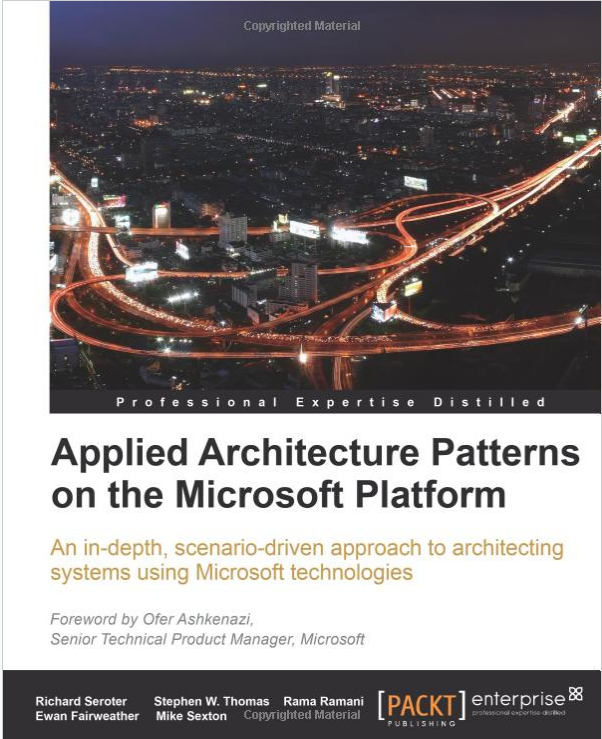 Copyrighted Material
Professional Expertise Distilled
Applied Architecture Patterns
on the Microsoft Platform
An in-depth, scenario-driven approach to architecting
systems using Microsoft technologies
Foreword by Ofer Ashkenazi,
Senior Technical Product Manager, Microsoft
Richard Seroter Stephen W. Thomas Rama Ramani
Ewan Fairweather Mike Sexton Copyrighted Material
[PACKT]
PUBLISHING
enterprise
professional expertise distilled